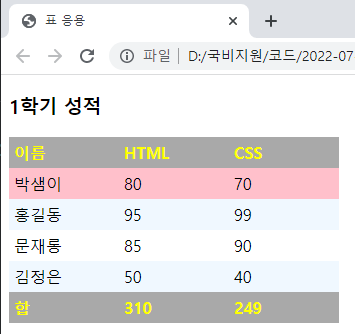 표 응용
파일 D:/국비지원/코드/2022-07
1학기 성적
이름 HTML CSS
박샘이 80 70
홍길동 95 99
문재롱 85 90
김정은 50 40
합 310 249